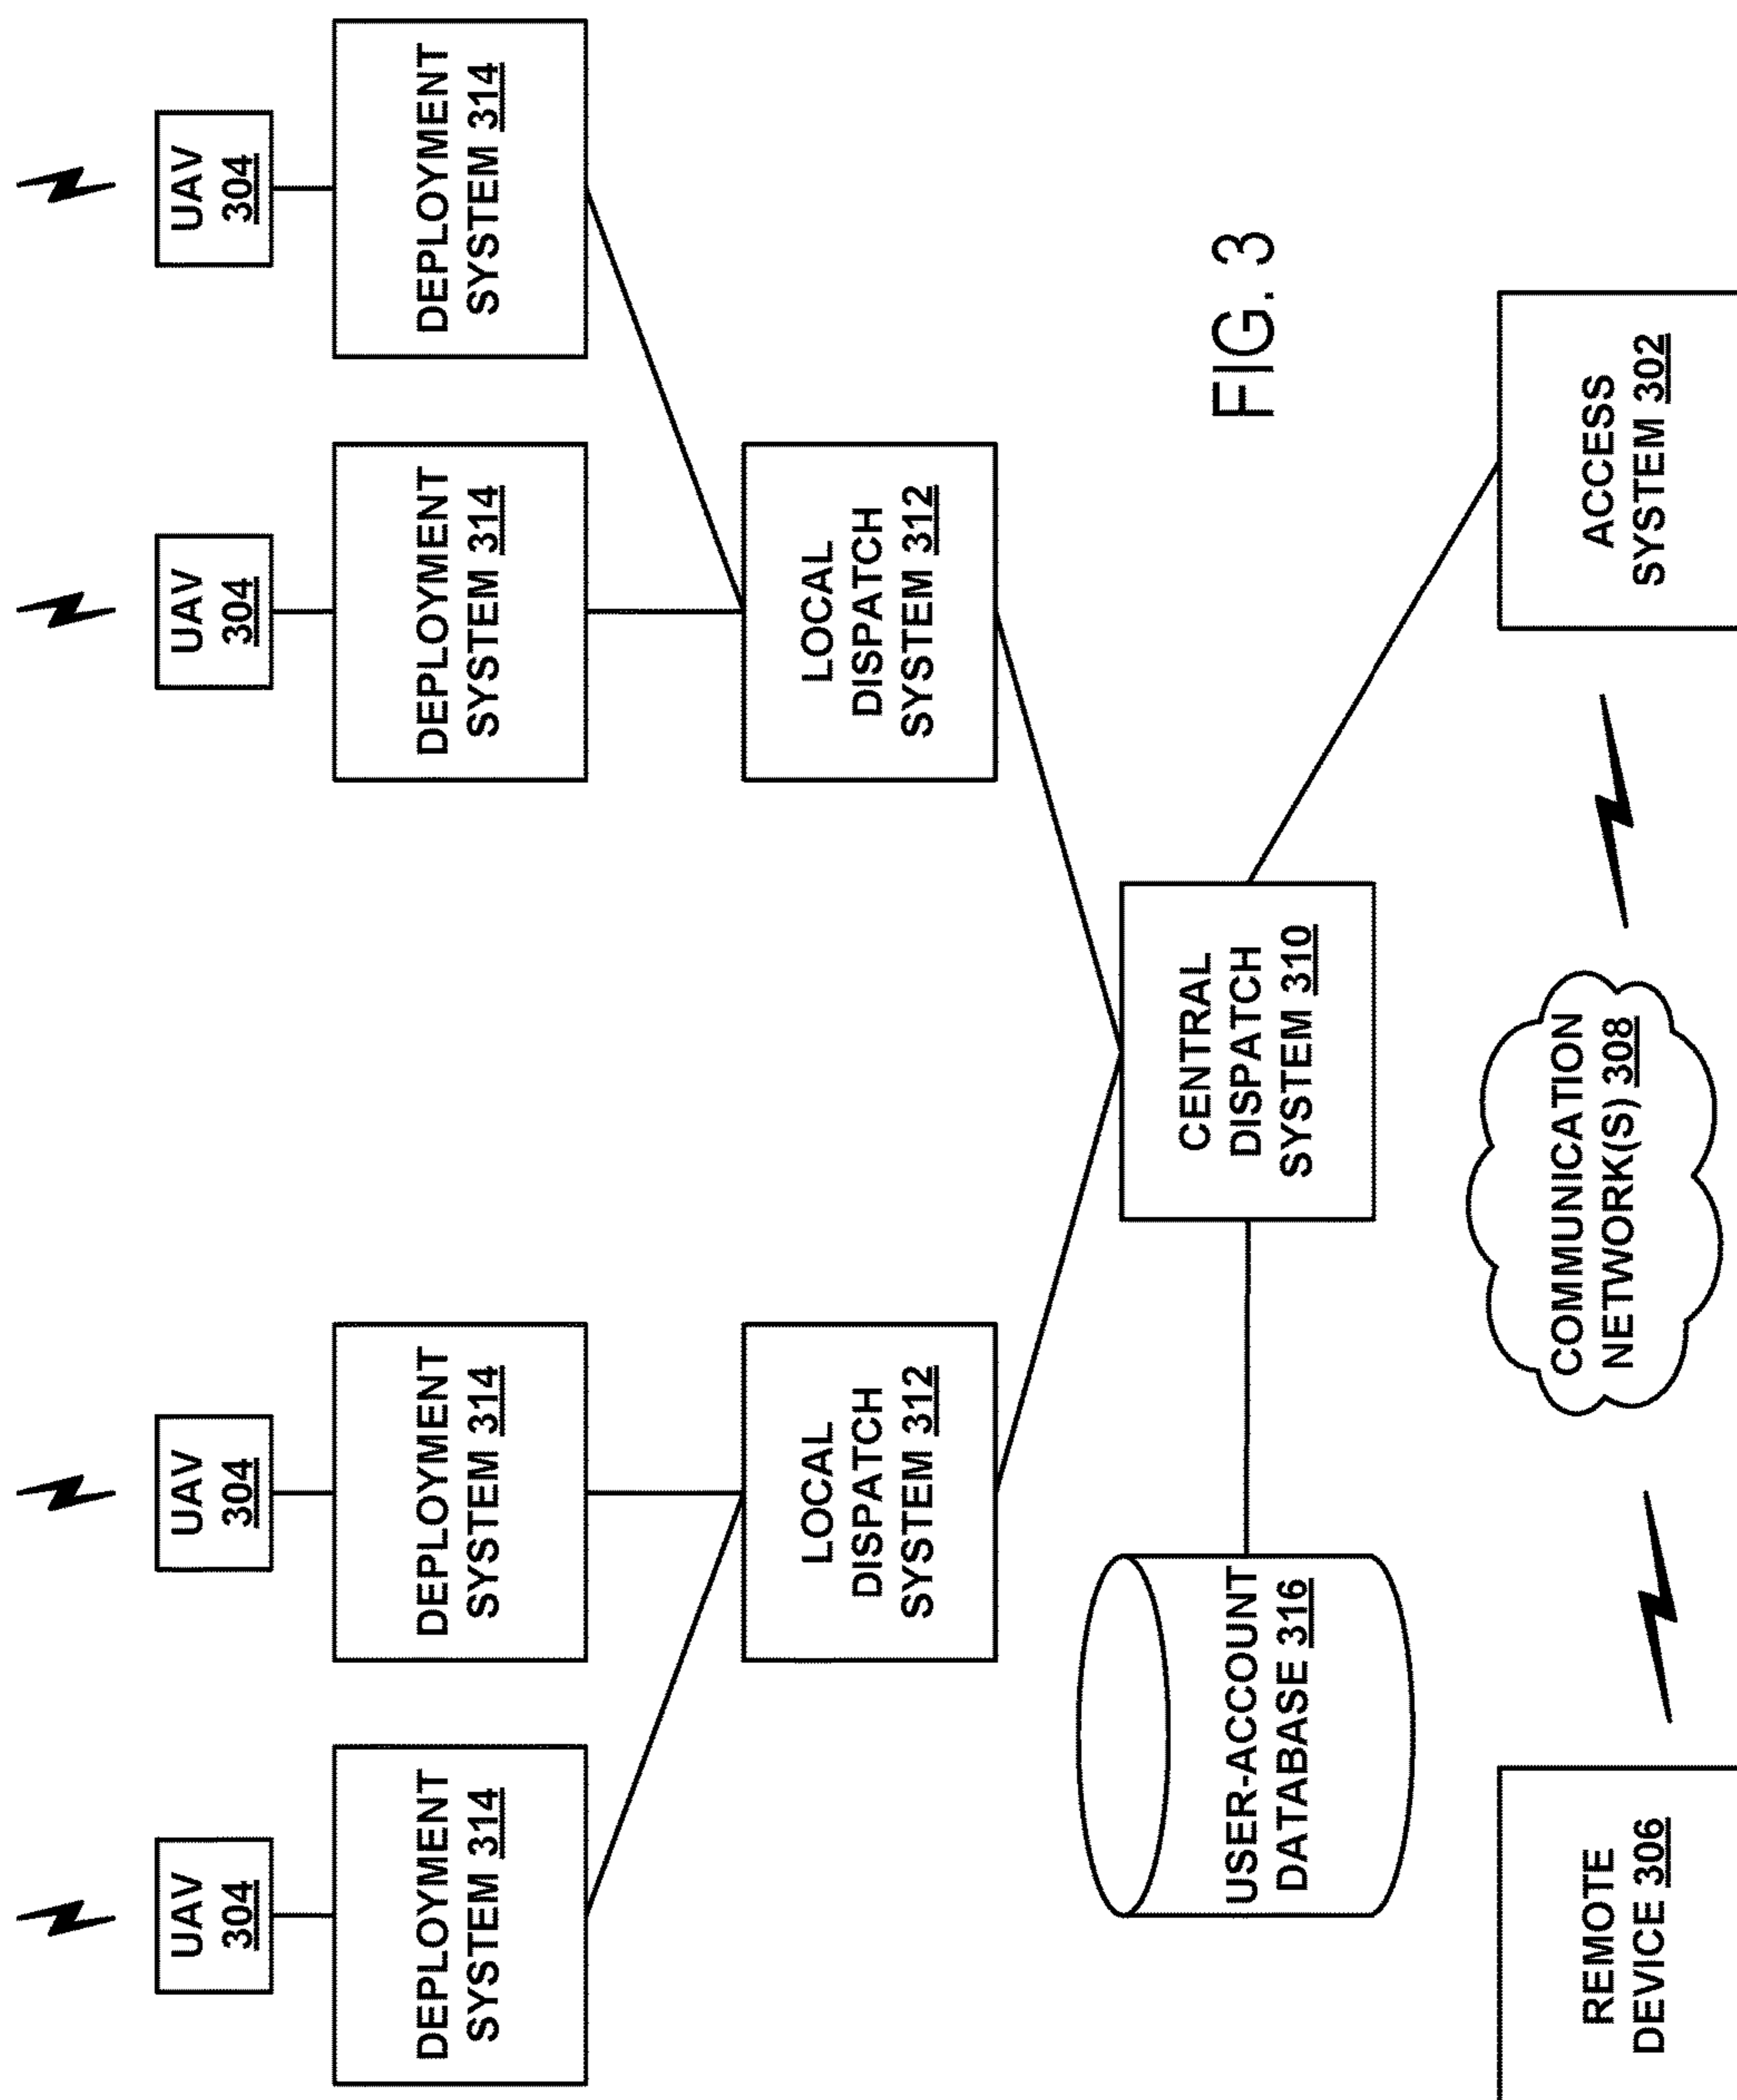 UAV
304
UAV
304
UAV
304
UAV
304
DEPLOYMENT
SYSTEM 314
DEPLOYMENT
SYSTEM 314
DEPLOYMENT
SYSTEM 314
DEPLOYMENT
SYSTEM 314
LOCAL
DISPATCH
SYSTEM 312
LOCAL
DISPATCH
SYSTEM 312
USER-ACCOUNT
DATABASE 316
CENTRAL
DISPATCH
SYSTEM 310
FIG. 3
REMOTE
DEVICE 306
COMMUNICATION
NETWORK(S) 308
ACCESS
SYSTEM 302